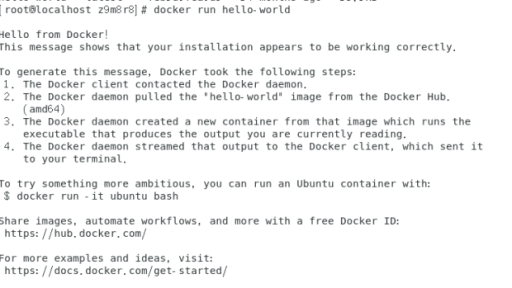 [root@localhost z9m8r8]# docker run hello-world
Hello from Docker!
This message shows that your installation appears to be working correctly.
To generate this message, Docker took the following steps:
1. The Docker client contacted the Docker daemon.
2. The Docker daemon pulled the "hello-world" image from the Docker Hub.
(amd64)
3. The Docker daemon created a new container from that image which runs the
executable that produces the output you are currently reading.
4. The Docker daemon streamed that output to the Docker client, which sent it
to your terminal.
To try something more ambitious, you can run an Ubuntu container with:
$ docker run -it ubuntu bash
Share images, automate workflows, and more with a free Docker ID:
https://hub.docker.com/
For more examples and ideas, visit:
https://docs.docker.com/get-started/